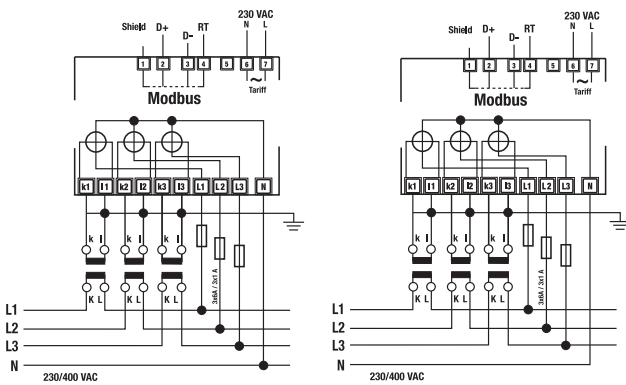 230 VAC
Shield D+ D- RT N L
1 2 3 4 5 6 7
~
Tariff
Modbus
k1 l1 k2 l2 k3 l3 L1 L2 L3 N
k l k l k l
3x6A / 3x1 A
K L K L K L
L1
L2
L3
N
230/400 VAC
230 VAC
Shield D+ D- RT N L
1 2 3 4 5 6 7
~
Tariff
Modbus
k1 l1 k2 l2 k3 l3 L1 L2 L3 N
k l k l k l
3x6A / 3x1 A
K L K L K L
L1
L2
L3
N
230/400 VAC